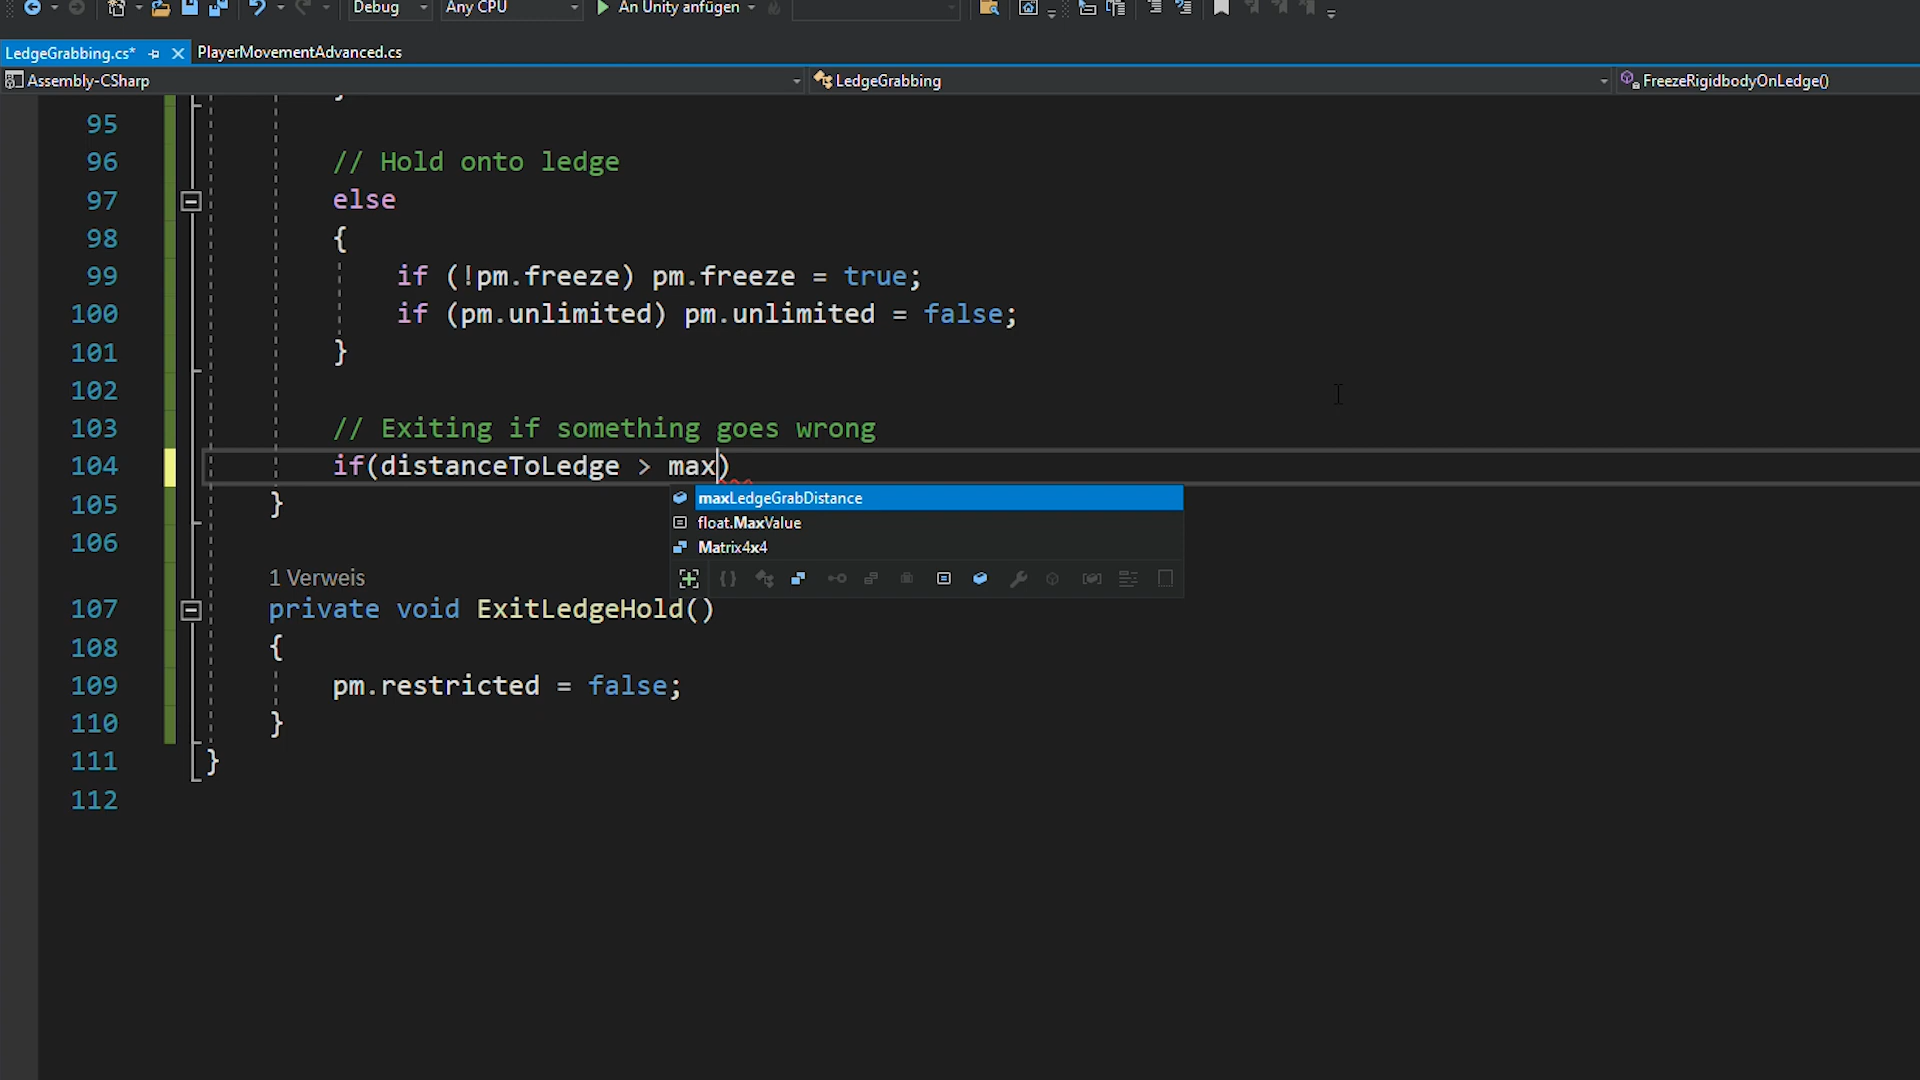 Debug Any CPU An Unity anfügen
LedgeGrabbing.cs* PlayerMovementAdvanced.cs
Assembly-CSharp LedgeGrabbing FreezeRigidbodyOnLedge()
95
96 // Hold onto ledge
97 else
98 {
99 if (!pm.freeze) pm.freeze = true;
100 if (pm.unlimited) pm.unlimited = false;
101 }
102
103 // Exiting if something goes wrong
104 if(distanceToLedge > max)
maxLedgeGrabDistance
105 }
float.MaxValue
106
Matrix4x4
1 Verweis
107 private void ExitLedgeHold()
108 {
109 pm.restricted = false;
110 }
111 }
112